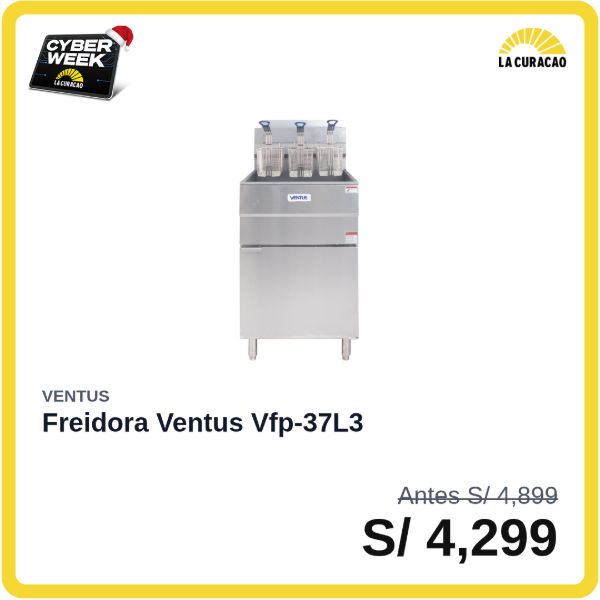 CYBER
WEEK
LA CURACAO
LA CURACAO
VENTUS
VENTUS
Freidora Ventus Vfp-37L3
Antes S/ 4,899
S/ 4,299